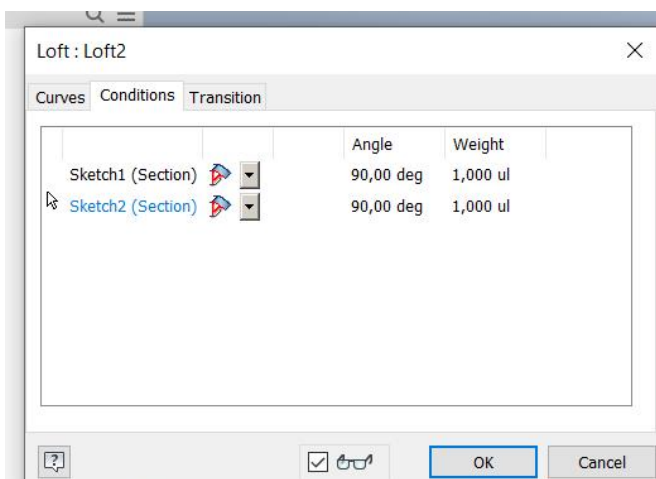 Loft : Loft2
Curves Conditions Transition
Angle Weight
Sketch1 (Section) 90,00 deg 1,000 ul
Sketch2 (Section) 90,00 deg 1,000 ul
?
OK Cancel